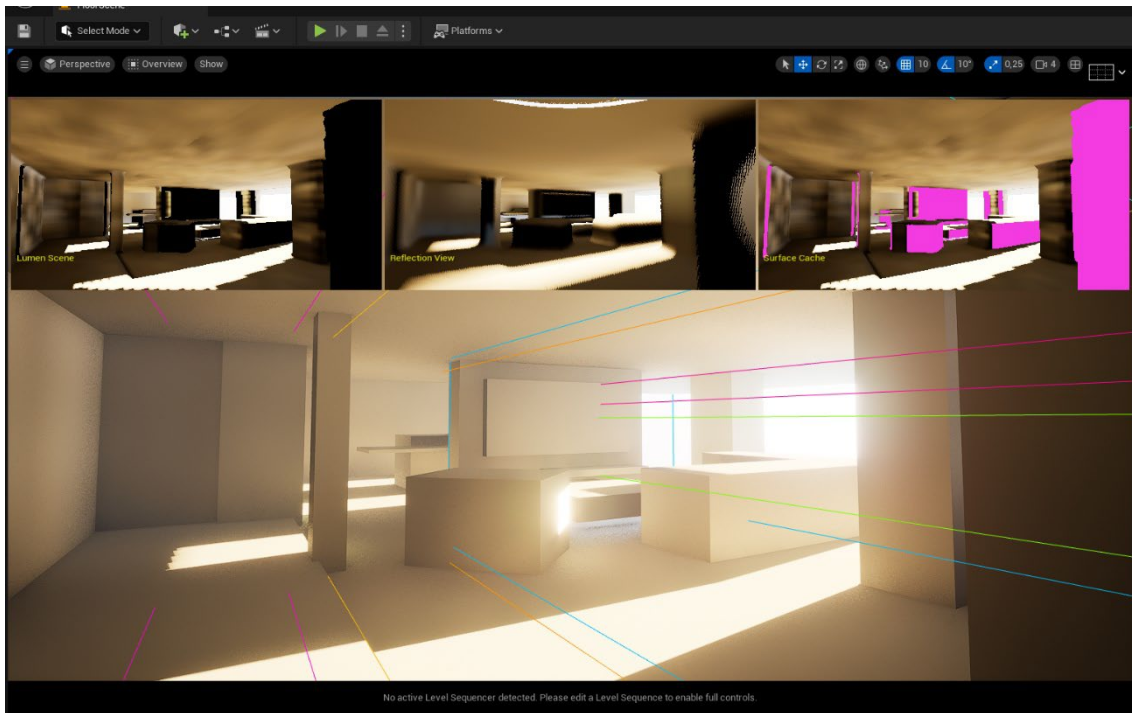 FloorScene
Select Mode
Platforms
Perspective Overview Show 10 10° 0,25 4
Lumen Scene Reflection View Surface Cache
No active Level Sequencer detected. Please edit a Level Sequence to enable full controls.